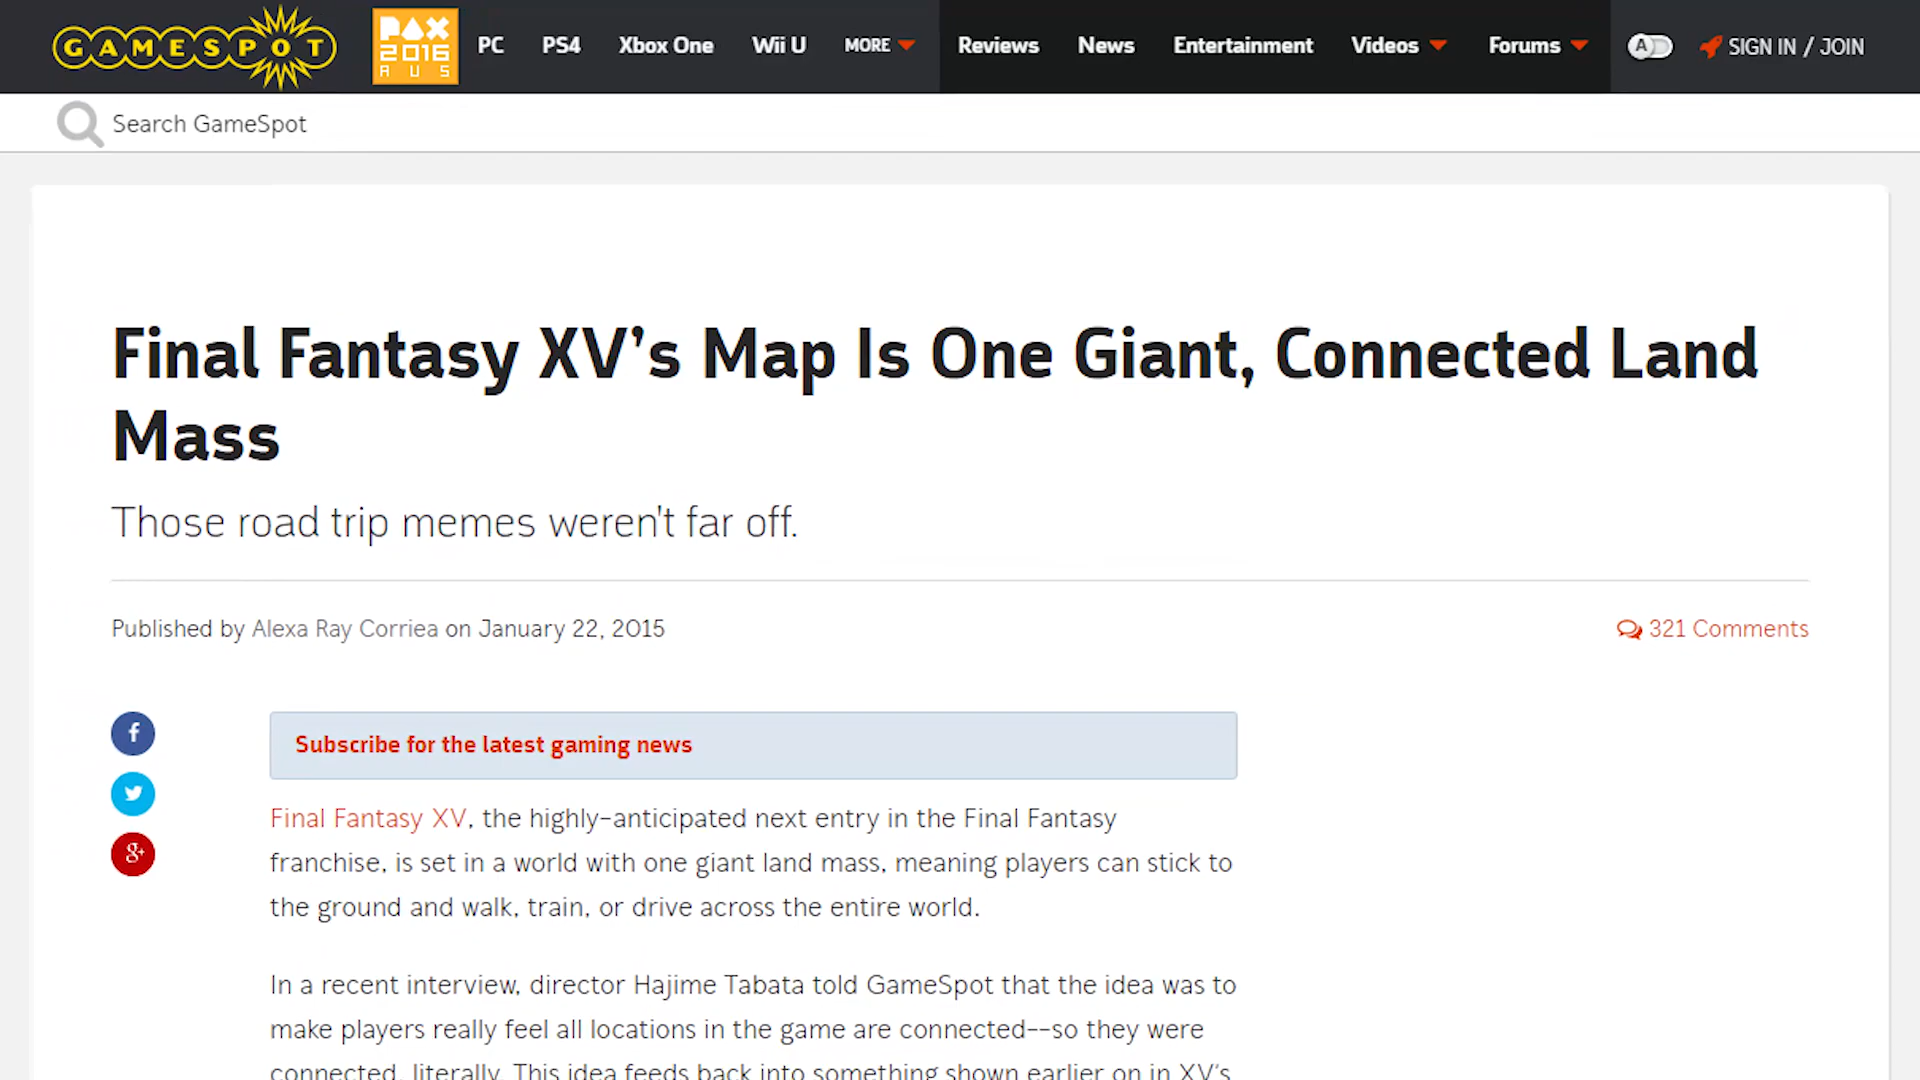 GAMESPOT
PAX
2016
AUS
PC PS4 Xbox One Wii U MORE Reviews News Entertainment Videos Forums A SIGN IN / JOIN
Search GameSpot
Final Fantasy XV’s Map Is One Giant, Connected Land
Mass
Those road trip memes weren't far off.
Published by Alexa Ray Corriea on January 22, 2015
321 Comments
f
g+
Subscribe for the latest gaming news
Final Fantasy XV, the highly-anticipated next entry in the Final Fantasy
franchise, is set in a world with one giant land mass, meaning players can stick to
the ground and walk, train, or drive across the entire world.
In a recent interview, director Hajime Tabata told GameSpot that the idea was to
make players really feel all locations in the game are connected--so they were
connected, literally. This idea feeds back into something shown earlier on in XV's